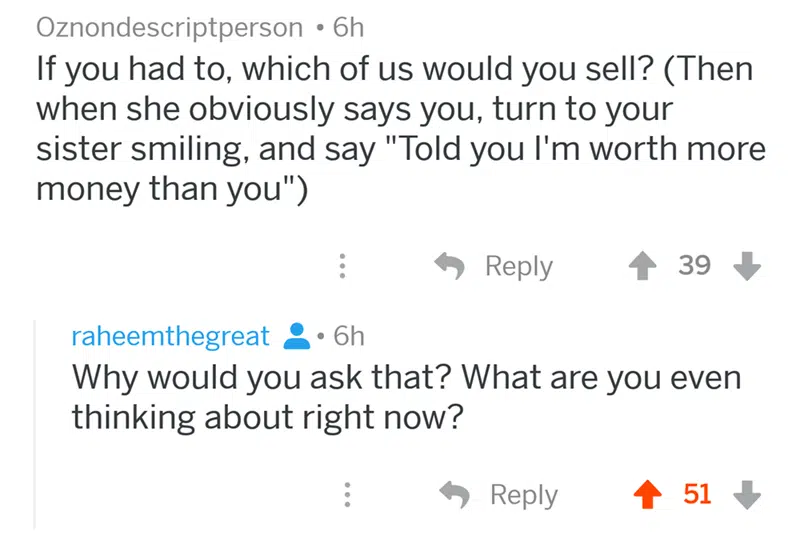 Oznondescriptperson • 6h
If you had to, which of us would you sell? (Then
when she obviously says you, turn to your
sister smiling, and say "Told you I'm worth more
money than you")
Reply 39
raheemthegreat • 6h
Why would you ask that? What are you even
thinking about right now?
Reply 51